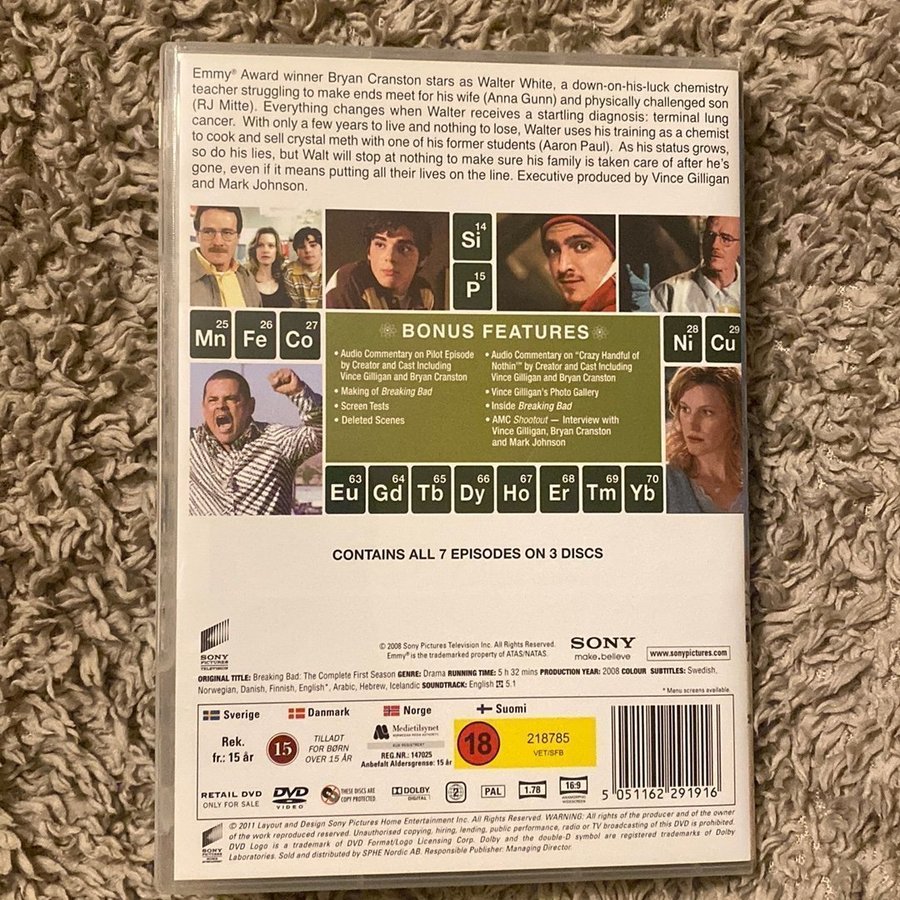 Emmy® Award winner Bryan Cranston stars as Walter White, a down-on-his-luck chemistry
teacher struggling to make ends meet for his wife (Anna Gunn) and physically challenged son
(RJ Mitte). Everything changes when Walter receives a startling diagnosis: terminal lung
cancer. With only a few years to live and nothing to lose, Walter uses his training as a chemist
to cook and sell crystal meth with one of his former students (Aaron Paul). As his status grows,
so do his lies, but Walt will stop at nothing to make sure his family is taken care of after he's
gone, even if it means putting all their lives on the line. Executive produced by Vince Gilligan
and Mark Johnson.
14
Si
15
P
25
Mn
26
Fe
27
Co
28
Ni
29
Cu
BONUS FEATURES
• Audio Commentary on Pilot Episode
by Creator and Cast Including
Vince Gilligan and Bryan Cranston
• Making of Breaking Bad
• Screen Tests
• Deleted Scenes
• Audio Commentary on "Crazy Handful of
Nothin'" by Creator and Cast Including
Vince Gilligan and Bryan Cranston
• Vince Gilligan's Photo Gallery
• Inside Breaking Bad
• AMC Shootout — Interview with
Vince Gilligan, Bryan Cranston
and Mark Johnson
63
Eu
64
Gd
65
Tb
66
Dy
67
Ho
68
Er
69
Tm
70
Yb
CONTAINS ALL 7 EPISODES ON 3 DISCS
SONY
PICTURES
TELEVISION
© 2008 Sony Pictures Television Inc. All Rights Reserved.
Emmy® is the trademarked property of ATAS/NATAS.
SONY
make.believe
www.sonypictures.com
ORIGINAL TITLE: Breaking Bad: The Complete First Season GENRE: Drama RUNNING TIME: 5 h 32 mins PRODUCTION YEAR: 2008 COLOUR SUBTITLES: Swedish,
Norwegian, Danish, Finnish, English*, Arabic, Hebrew, Icelandic SOUNDTRACK: English 5.1
* Menu screens available.
Sverige
Danmark
Norge
Suomi
Rek.
fr.: 15 år
15
TILLADT
FOR BØRN
OVER 15 ÅR
Medietilsynet
REG.NR.: 147025
Anbefalt Aldersgrense: 15 år
18
218785
VET/SFB
RETAIL DVD
ONLY FOR SALE
DVD
VIDEO
THESE DISCS ARE
COPY PROTECTED
DOLBY
DIGITAL
2
PAL
1.78
16:9
ANAMORPHIC
WIDESCREEN
5 051162 291916
SONY
PICTURES
© 2011 Layout and Design Sony Pictures Home Entertainment Inc. All Rights Reserved. WARNING: All rights of the producer and of the owner
of the work reproduced reserved. Unauthorised copying, hiring, lending, public performance, radio or TV broadcasting of this DVD is prohibited.
DVD Logo is a trademark of DVD Format/Logo Licensing Corp. Dolby and the double-D symbol are registered trademarks of Dolby
Laboratories. Sold and distributed by SPHE Nordic AB. Responsible Publisher: Managing Director.